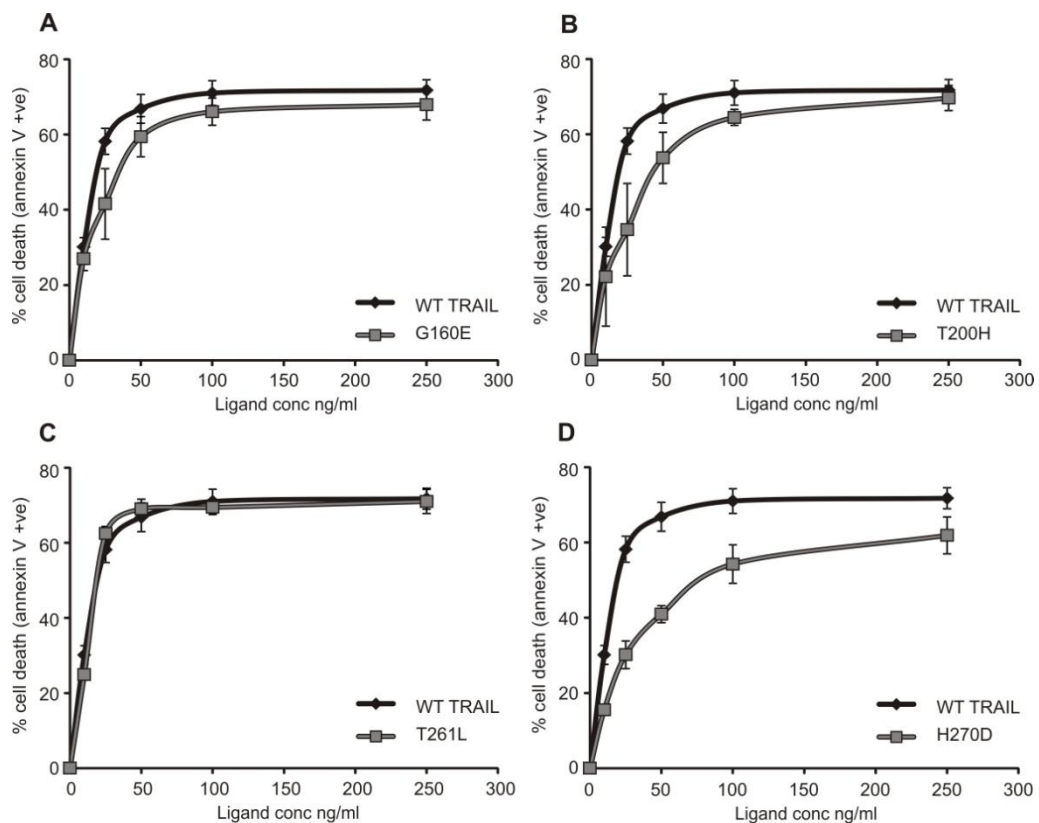 A
80
60
40
20
0
% cell death (annexin V +ve)
WT TRAIL
G160E
0 50 100 150 200 250 300
Ligand conc ng/ml
B
80
60
40
20
0
% cell death (annexin V +ve)
WT TRAIL
T200H
0 50 100 150 200 250 300
Ligand conc ng/ml
C
80
60
40
20
0
% cell death (annexin V +ve)
WT TRAIL
T261L
0 50 100 150 200 250 300
Ligand conc ng/ml
D
80
60
40
20
0
% cell death (annexin V +ve)
WT TRAIL
H270D
0 50 100 150 200 250 300
Ligand conc ng/ml